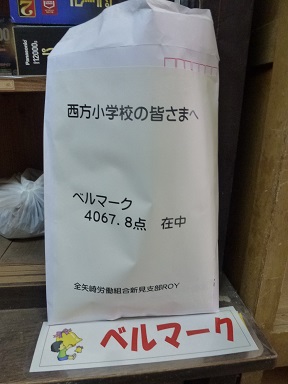 Panasonic
西方小学校の皆さまへ
ベルマーク
4067.8点 在中
全矢崎労働組合新見支部ROY
ベルマーク